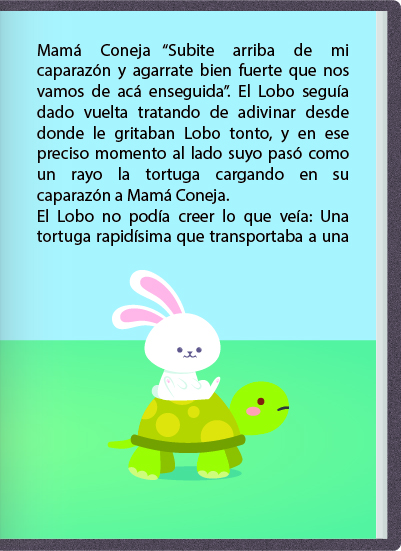 Mamá Coneja “Subite arriba de mi
caparazón y agarrate bien fuerte que nos
vamos de acá enseguida”. El Lobo seguía
dado vuelta tratando de adivinar desde
donde le gritaban Lobo tonto, y en ese
preciso momento al lado suyo pasó como
un rayo la tortuga cargando en su
caparazón a Mamá Coneja.
El Lobo no podía creer lo que veía: Una
tortuga rapidísima que transportaba a una